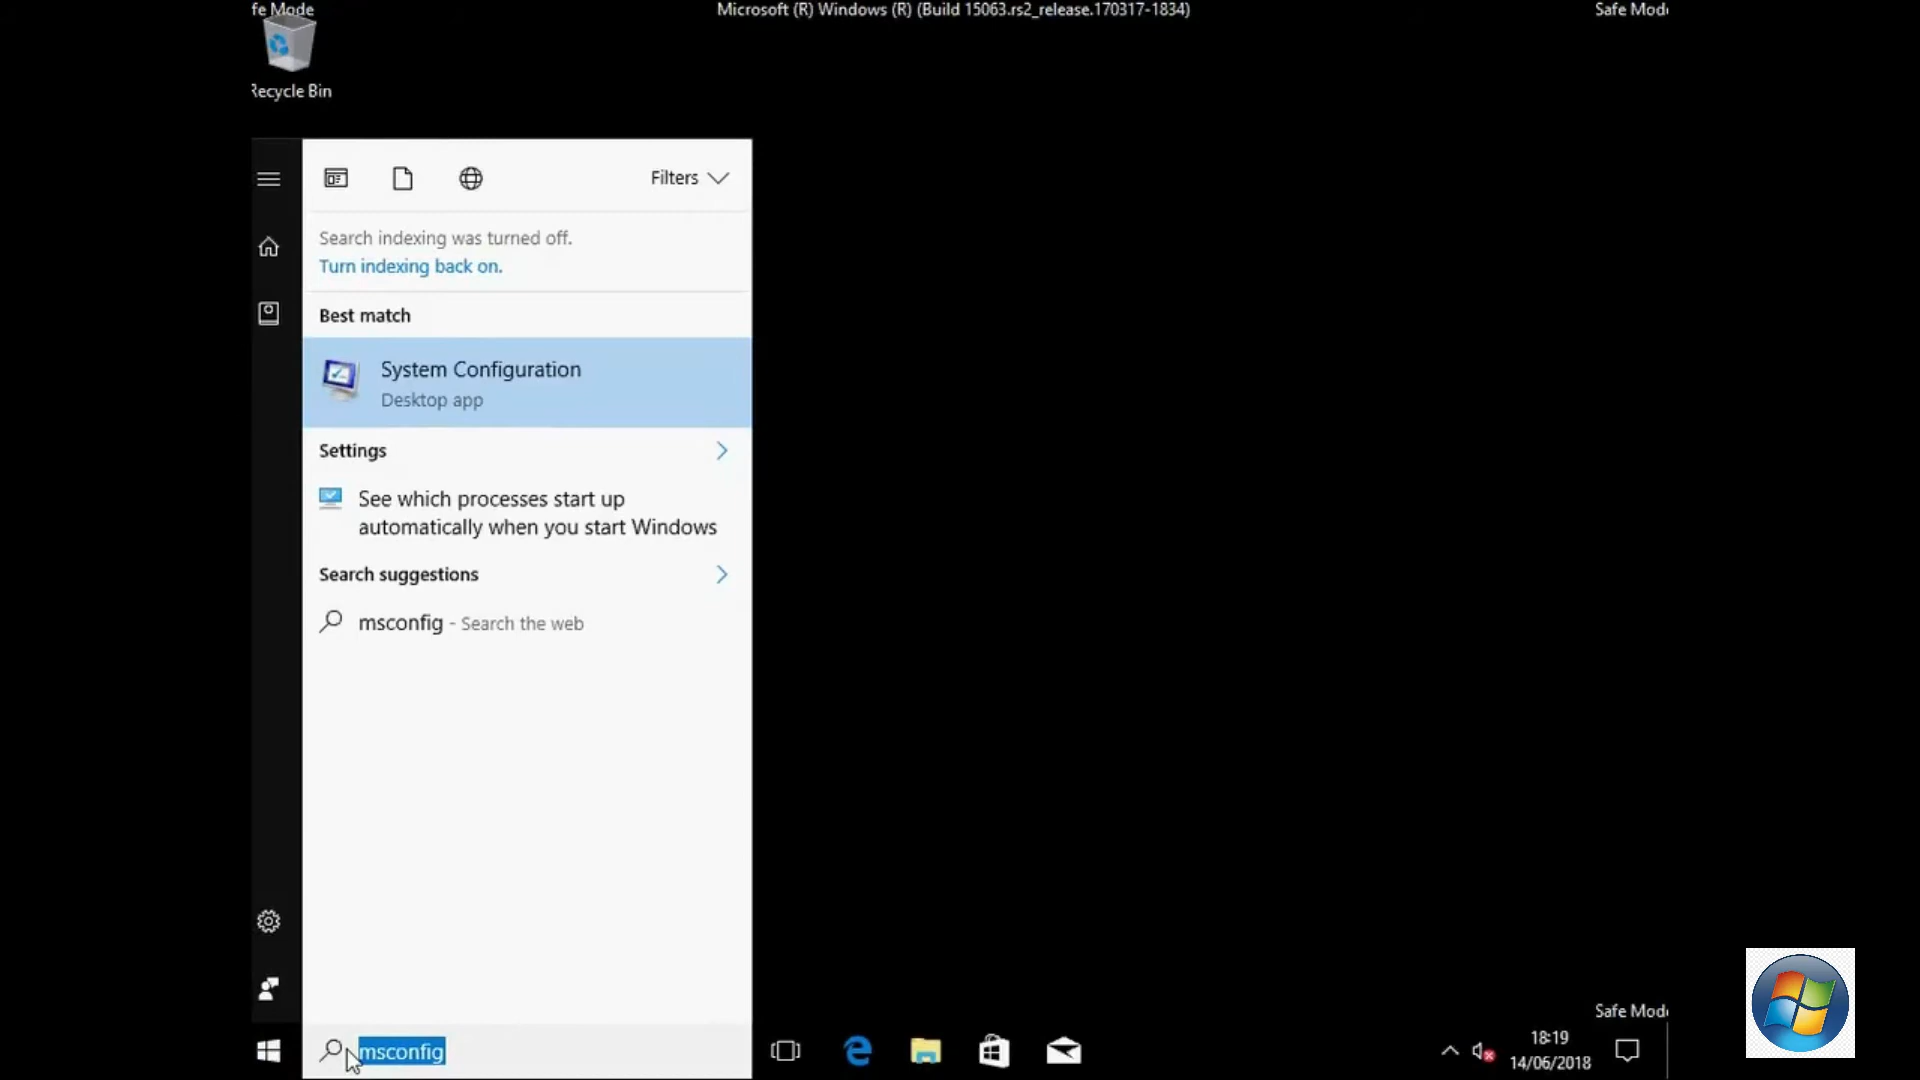 fe Mode
Microsoft (R) Windows (R) (Build 15063.rs2_release.170317-1834)
Safe Mod
Recycle Bin
Filters
Search indexing was turned off.
Turn indexing back on.
Best match
System Configuration
Desktop app
Settings
See which processes start up
automatically when you start Windows
Search suggestions
msconfig - Search the web
Safe Mod
msconfig
18:19
14/06/2018